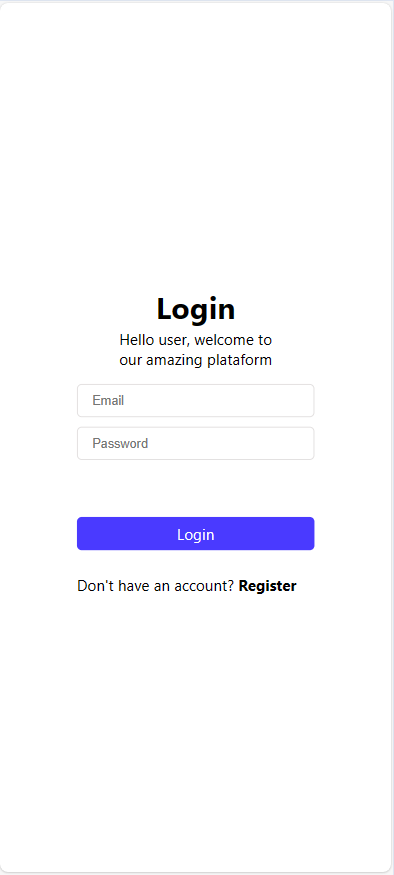 Login
Hello user, welcome to
our amazing plataform
Email
Password
Login
Don't have an account? Register